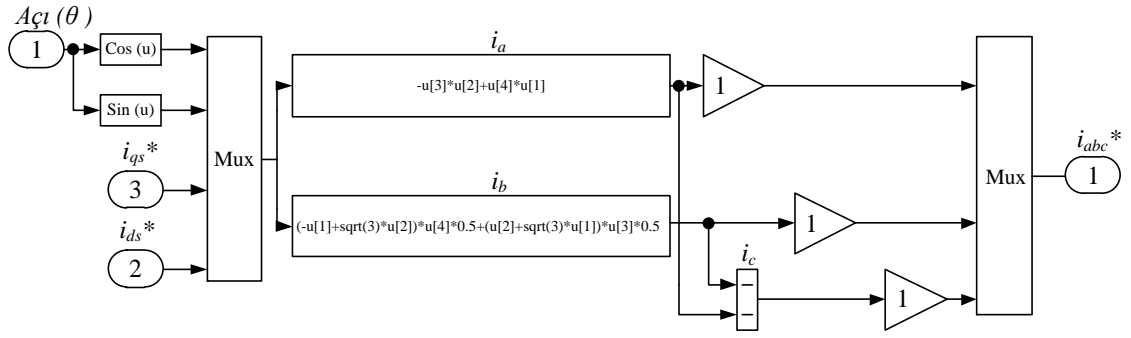 Açı (θ )
1
Cos (u)
Sin (u)
i_qs*
3
i_ds*
2
Mux
i_a
-u[3]*u[2]+u[4]*u[1]
i_b
(-u[1]+sqrt(3)*u[2])*u[4]*0.5+(u[2]+sqrt(3)*u[1])*u[3]*0.5
i_c
−
−
1
1
1
Mux
i_abc*
1